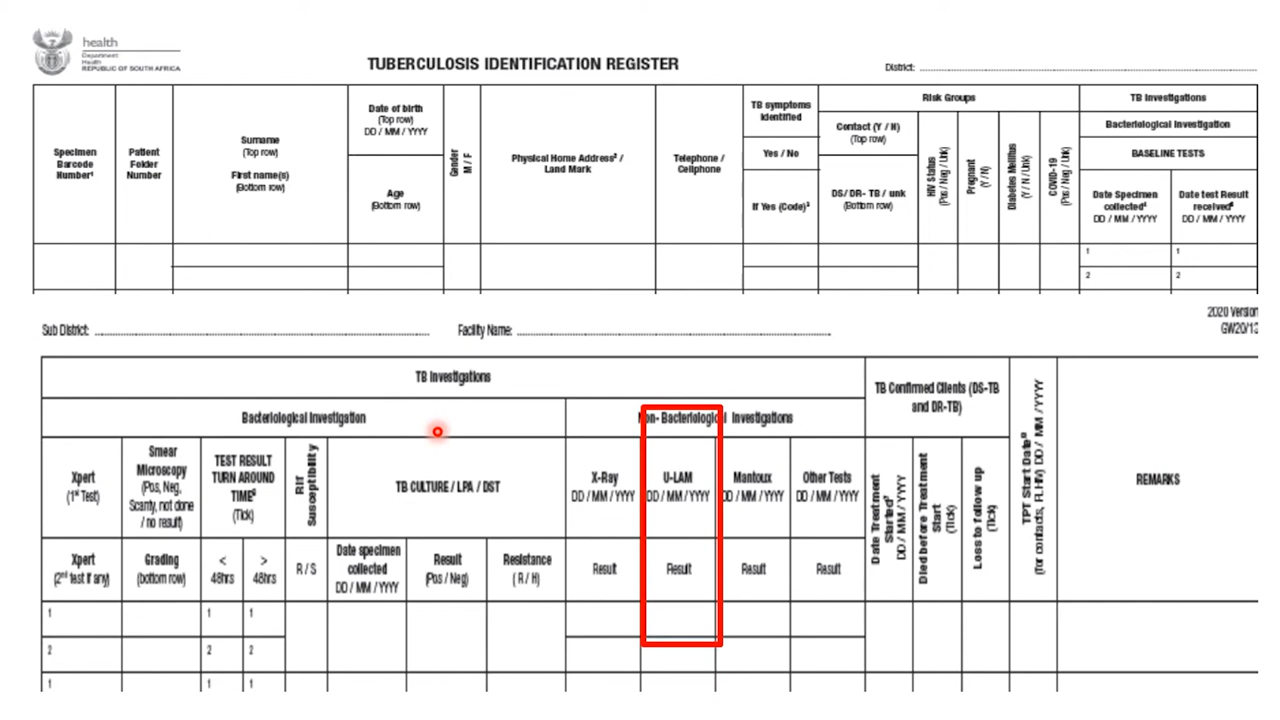 health
Department:
Health
REPUBLIC OF SOUTH AFRICA
TUBERCULOSIS IDENTIFICATION REGISTER
District:
Specimen
Barcode
Number¹
Patient
Folder
Number
Surname
(Top row)
First name(s)
(Bottom row)
Date of birth
(Top row)
DD / MM / YYYY
Age
(Bottom row)
Gender
M / F
Physical Home Address² /
Land Mark
Telephone /
Cellphone
TB symptoms
identified
Yes / No
If Yes (Code)³
Risk Groups
Contact (Y / N)
(Top row)
DS/ DR- TB / unk
(Bottom row)
HIV Status
(Pos / Neg / Unk)
Pregnant
(Y / N)
Diabetes Mellitus
(Y / N / Unk)
COVID-19
(Pos / Neg / Unk)
TB Investigations
Bacteriological Investigation
BASELINE TESTS
Date Specimen
collected⁴
DD / MM / YYYY
Date test Result
received⁵
DD / MM / YYYY
1 1
2 2
Sub District:
Facility Name:
2020 Version
GW20/12
TB Investigations
Bacteriological Investigation
Non- Bacteriological Investigations
TB Confirmed Clients (DS-TB
and DR-TB)
Xpert
(1st Test)
Xpert
(2nd test if any)
Smear
Microscopy
(Pos, Neg,
Scanty, not done
/ no result)
Grading
(bottom row)
TEST RESULT
TURN AROUND
TIME⁶
(Tick)
<
48hrs
>
48hrs
Rif
Susceptibility
R / S
TB CULTURE / LPA / DST
Date specimen
collected
DD / MM / YYYY
Result
(Pos / Neg)
Resistance
( R / H)
X-Ray
DD / MM / YYYY
Result
U-LAM
DD / MM / YYYY
Result
Mantoux
DD / MM / YYYY
Result
Other Tests
DD / MM / YYYY
Result
Date Treatment
Started⁷
DD / MM / YYYY
Died before Treatment
Start
(Tick)
Loss to follow up
(Tick)
TPT Start Date⁸
(for contacts, PLHIV) DD / MM / YYYY
REMARKS
1 1 1
2 2 2
1 1 1